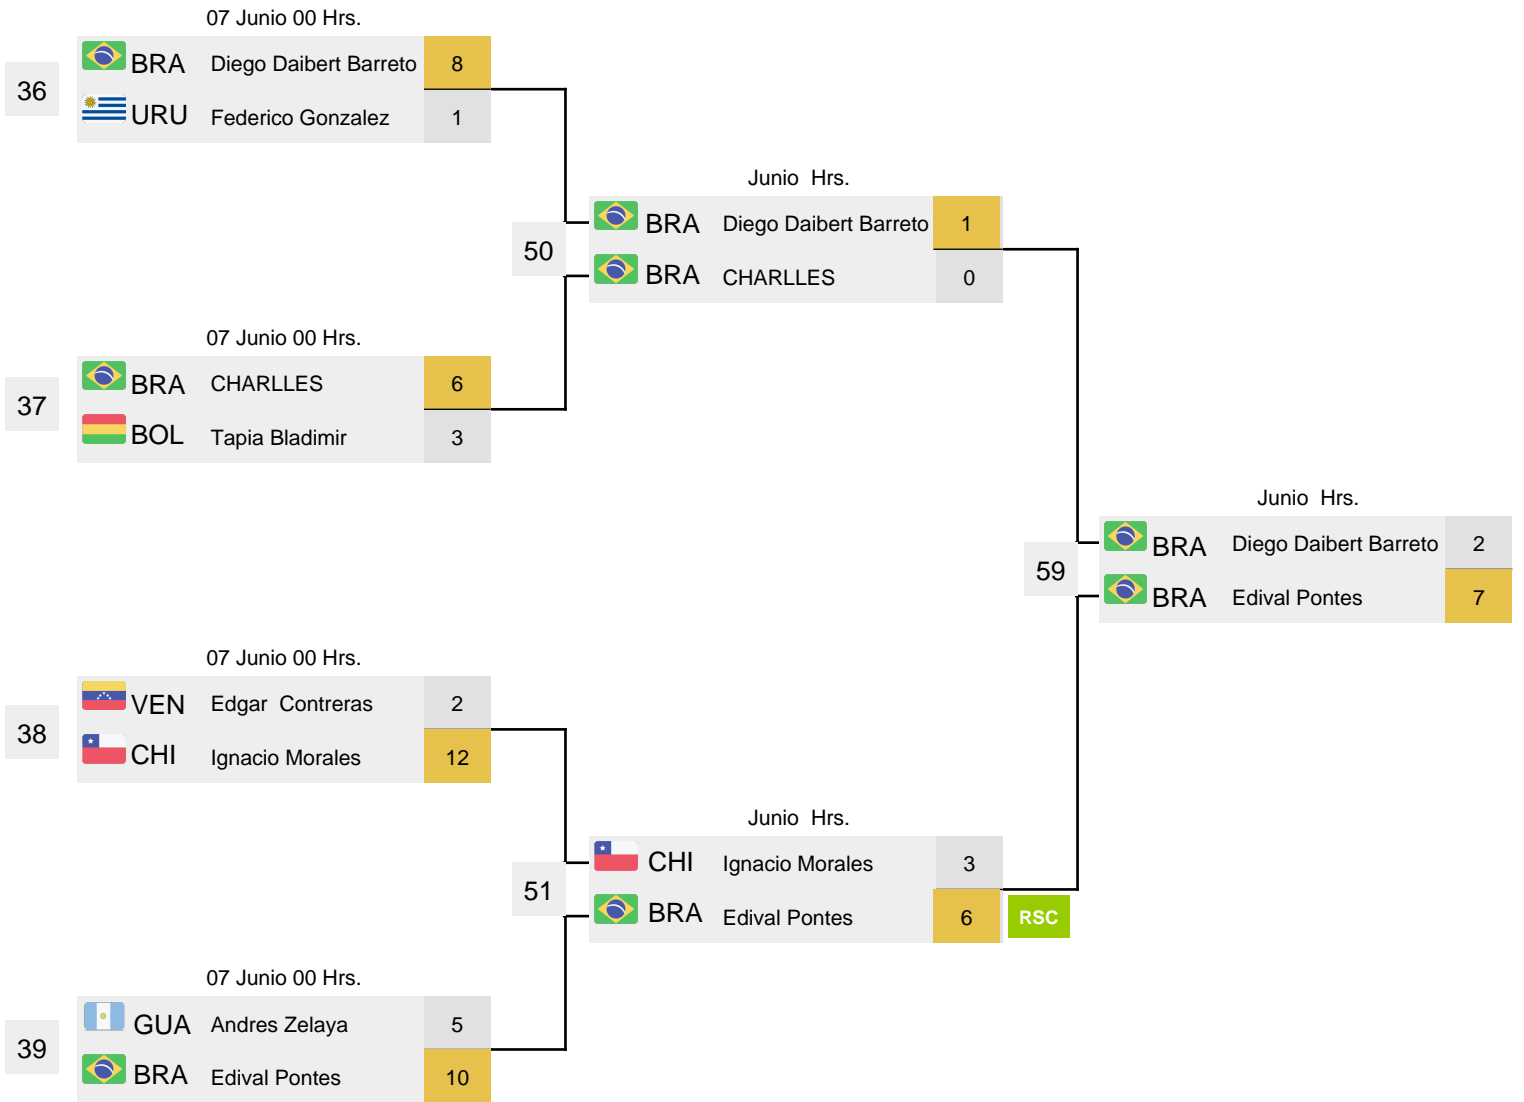 07 Junio 00 Hrs.
36
BRA Diego Daibert Barreto 8
URU Federico Gonzalez 1
Junio Hrs.
50
BRA Diego Daibert Barreto 1
BRA CHARLLES 0
07 Junio 00 Hrs.
37
BRA CHARLLES 6
BOL Tapia Bladimir 3
Junio Hrs.
59
BRA Diego Daibert Barreto 2
BRA Edival Pontes 7
07 Junio 00 Hrs.
38
VEN Edgar Contreras 2
CHI Ignacio Morales 12
Junio Hrs.
51
CHI Ignacio Morales 3
BRA Edival Pontes 6 RSC
07 Junio 00 Hrs.
39
GUA Andres Zelaya 5
BRA Edival Pontes 10